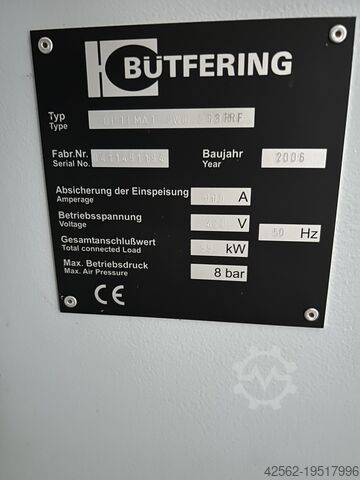 BÜTFERING
Typ
Type
Fabr.Nr.
Serial No.
Baujahr 2006
Year
Absicherung der Einspeisung A
Amperage
Betriebsspannung V 50 Hz
Voltage
Gesamtanschlußwert kW
Total connected Load
Max. Betriebsdruck 8 bar
Max. Air Pressure
CE
42562-19517996